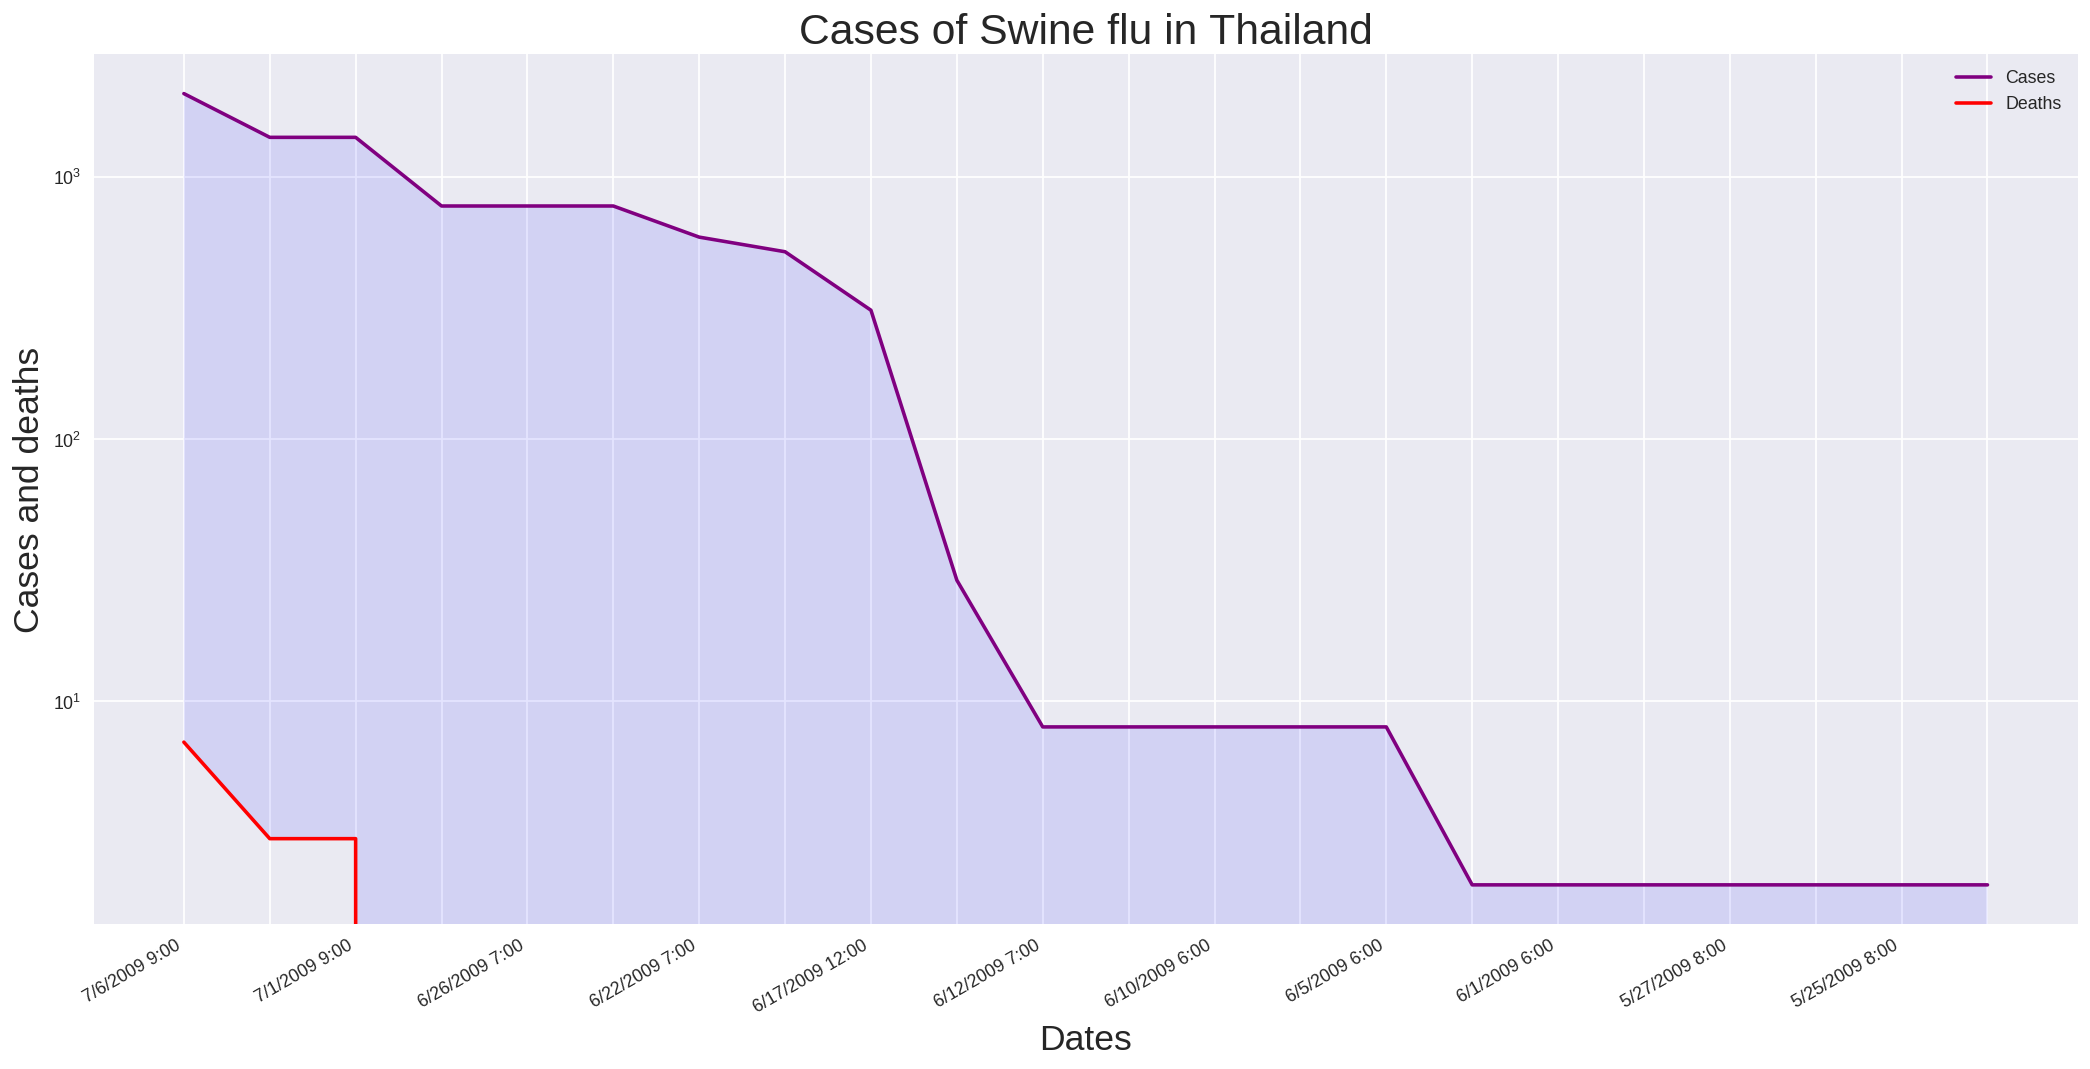 Cases of Swine flu in Thailand
Cases
Deaths
Cases and deaths
10³
10²
10¹
7/6/2009 9:00
7/1/2009 9:00
6/26/2009 7:00
6/22/2009 7:00
6/17/2009 12:00
6/12/2009 7:00
6/10/2009 6:00
6/5/2009 6:00
6/1/2009 6:00
5/27/2009 8:00
5/25/2009 8:00
Dates